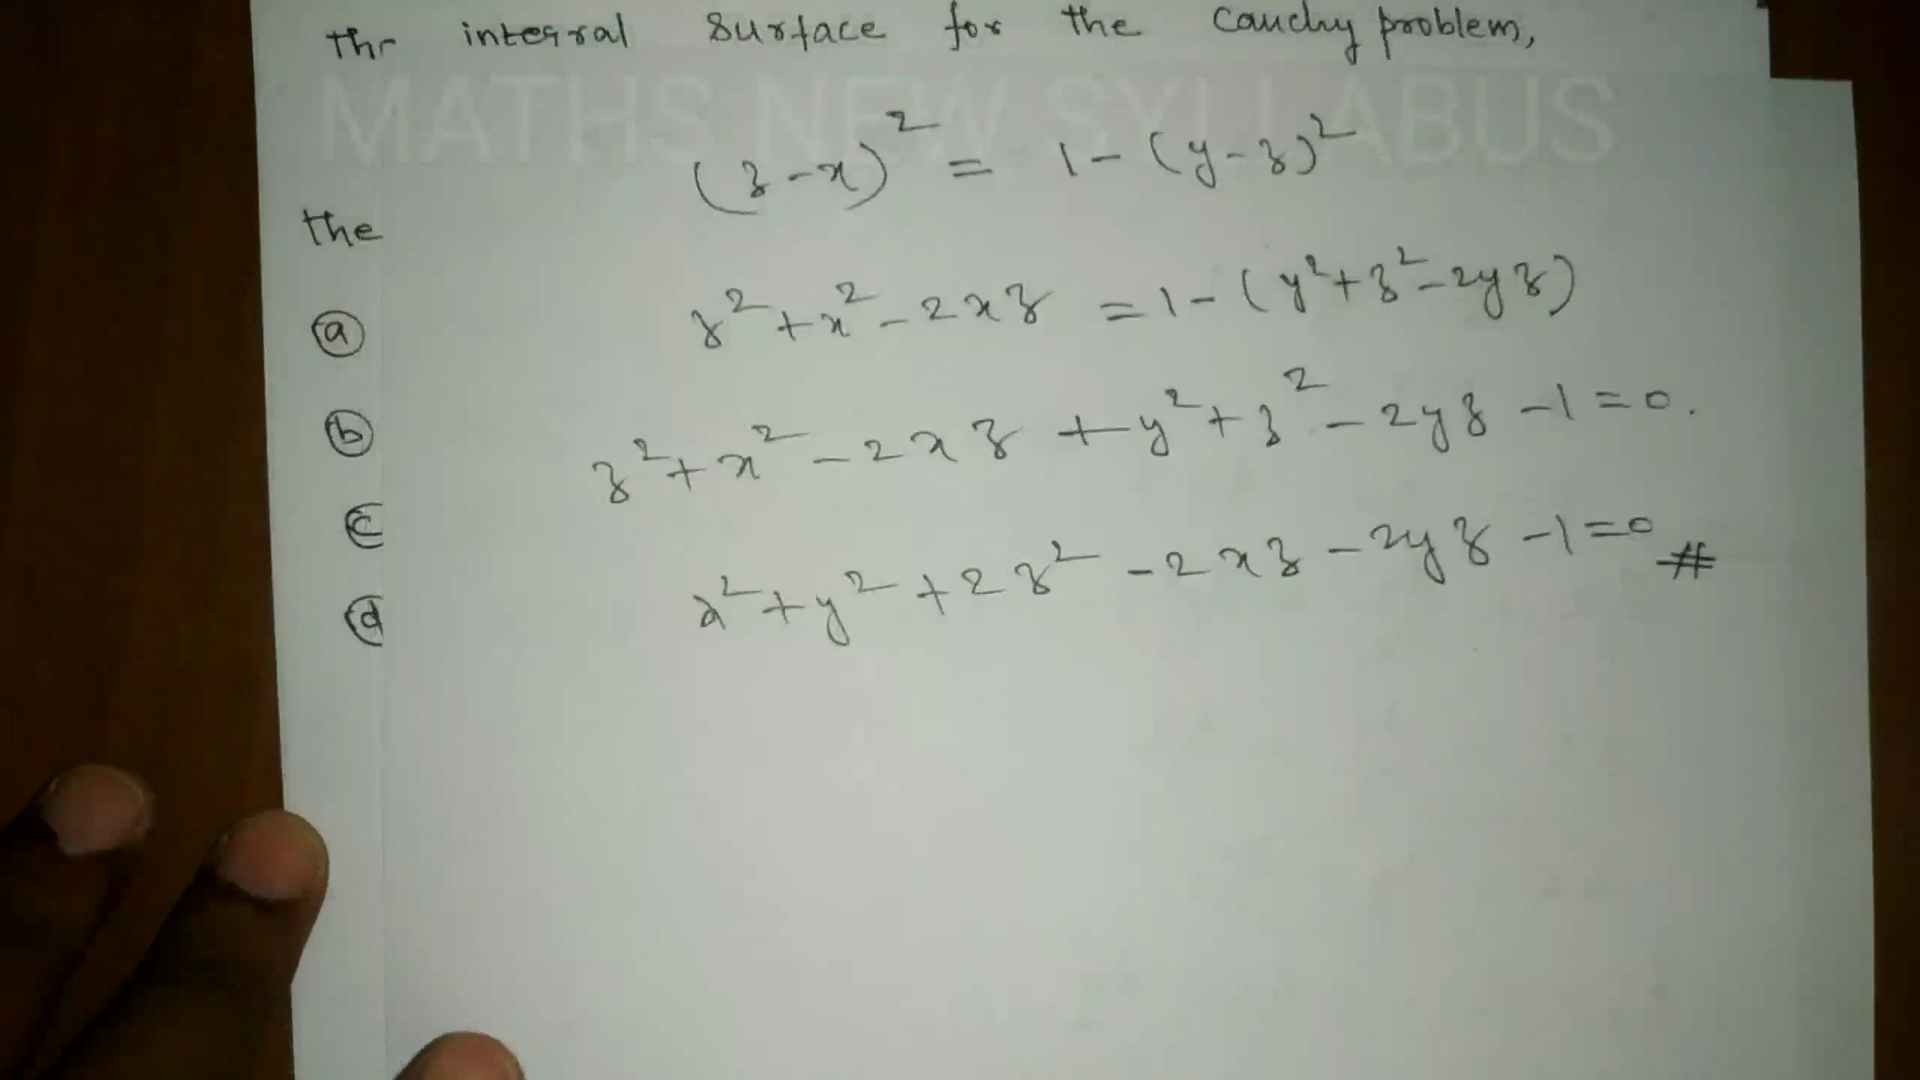 the integral surface for the cauchy problem,
MATHS NEW SYLLABUS
(z-x)² = 1-(y-z)²
the
z²+x²-2xz = 1-(y²+z²-2yz)
ⓐ
z²+x²-2xz+y²+z²-2yz-1=0.
ⓑ
x²+y²+2z²-2xz-2yz-1=0 #
ⓒ
ⓓ